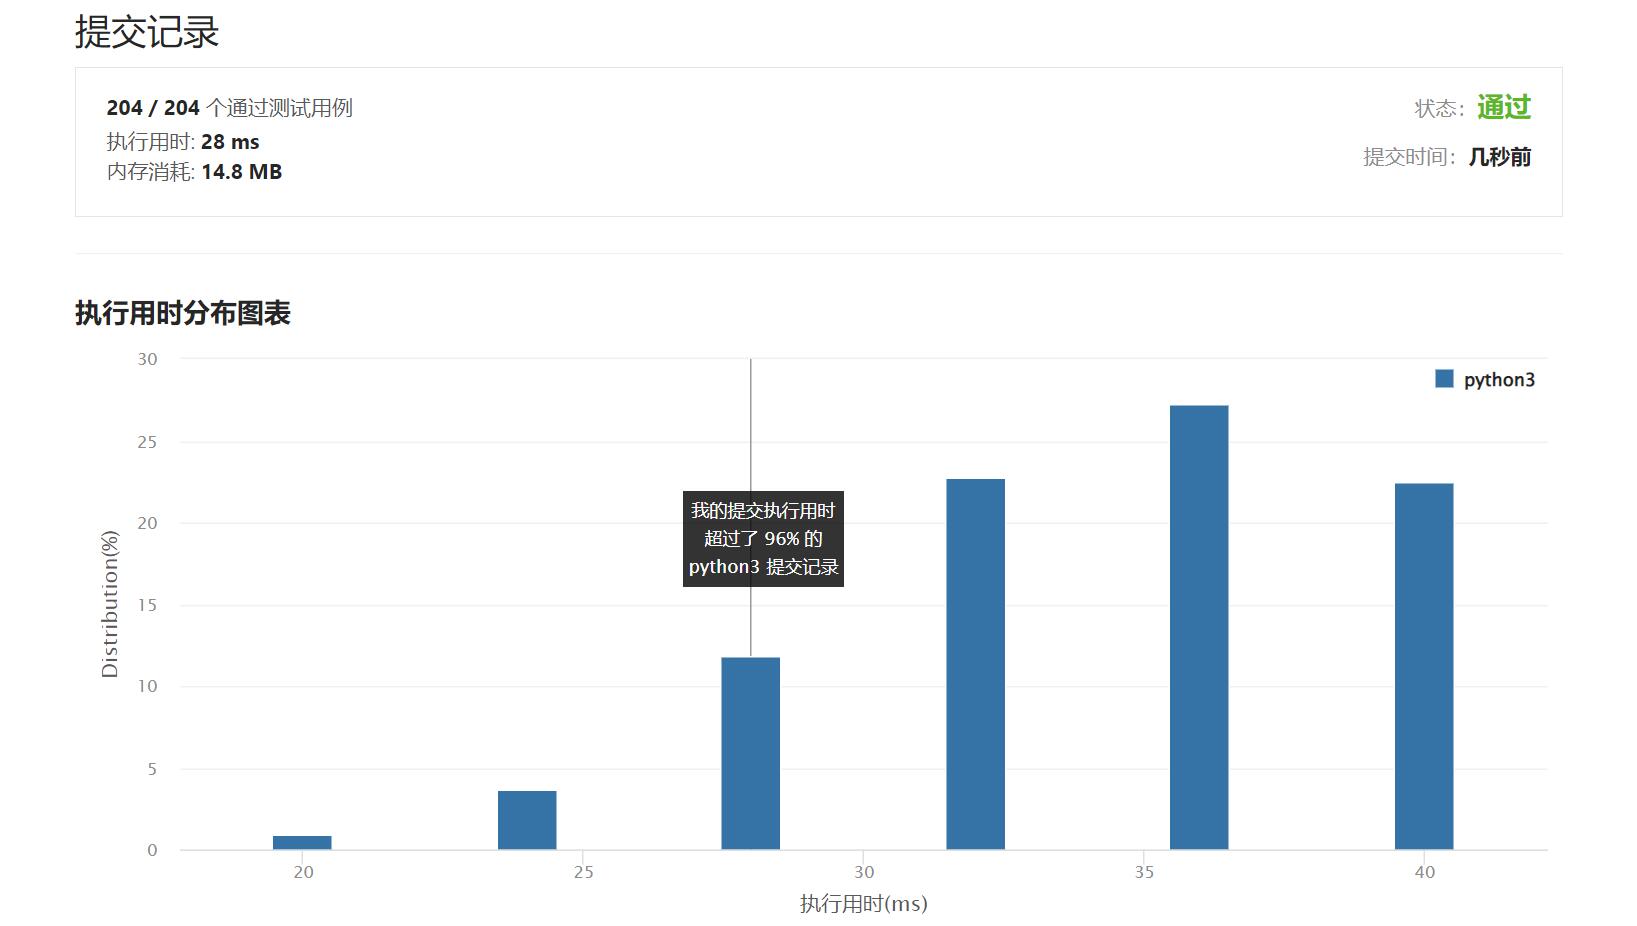 提交记录
204 / 204 个通过测试用例
状态：通过
执行用时: 28 ms
提交时间：几秒前
内存消耗: 14.8 MB
执行用时分布图表
30
python3
25
我的提交执行用时
超过了 96% 的
python3 提交记录
20
15
10
5
0
Distribution(%)
20 25 30 35 40
执行用时(ms)